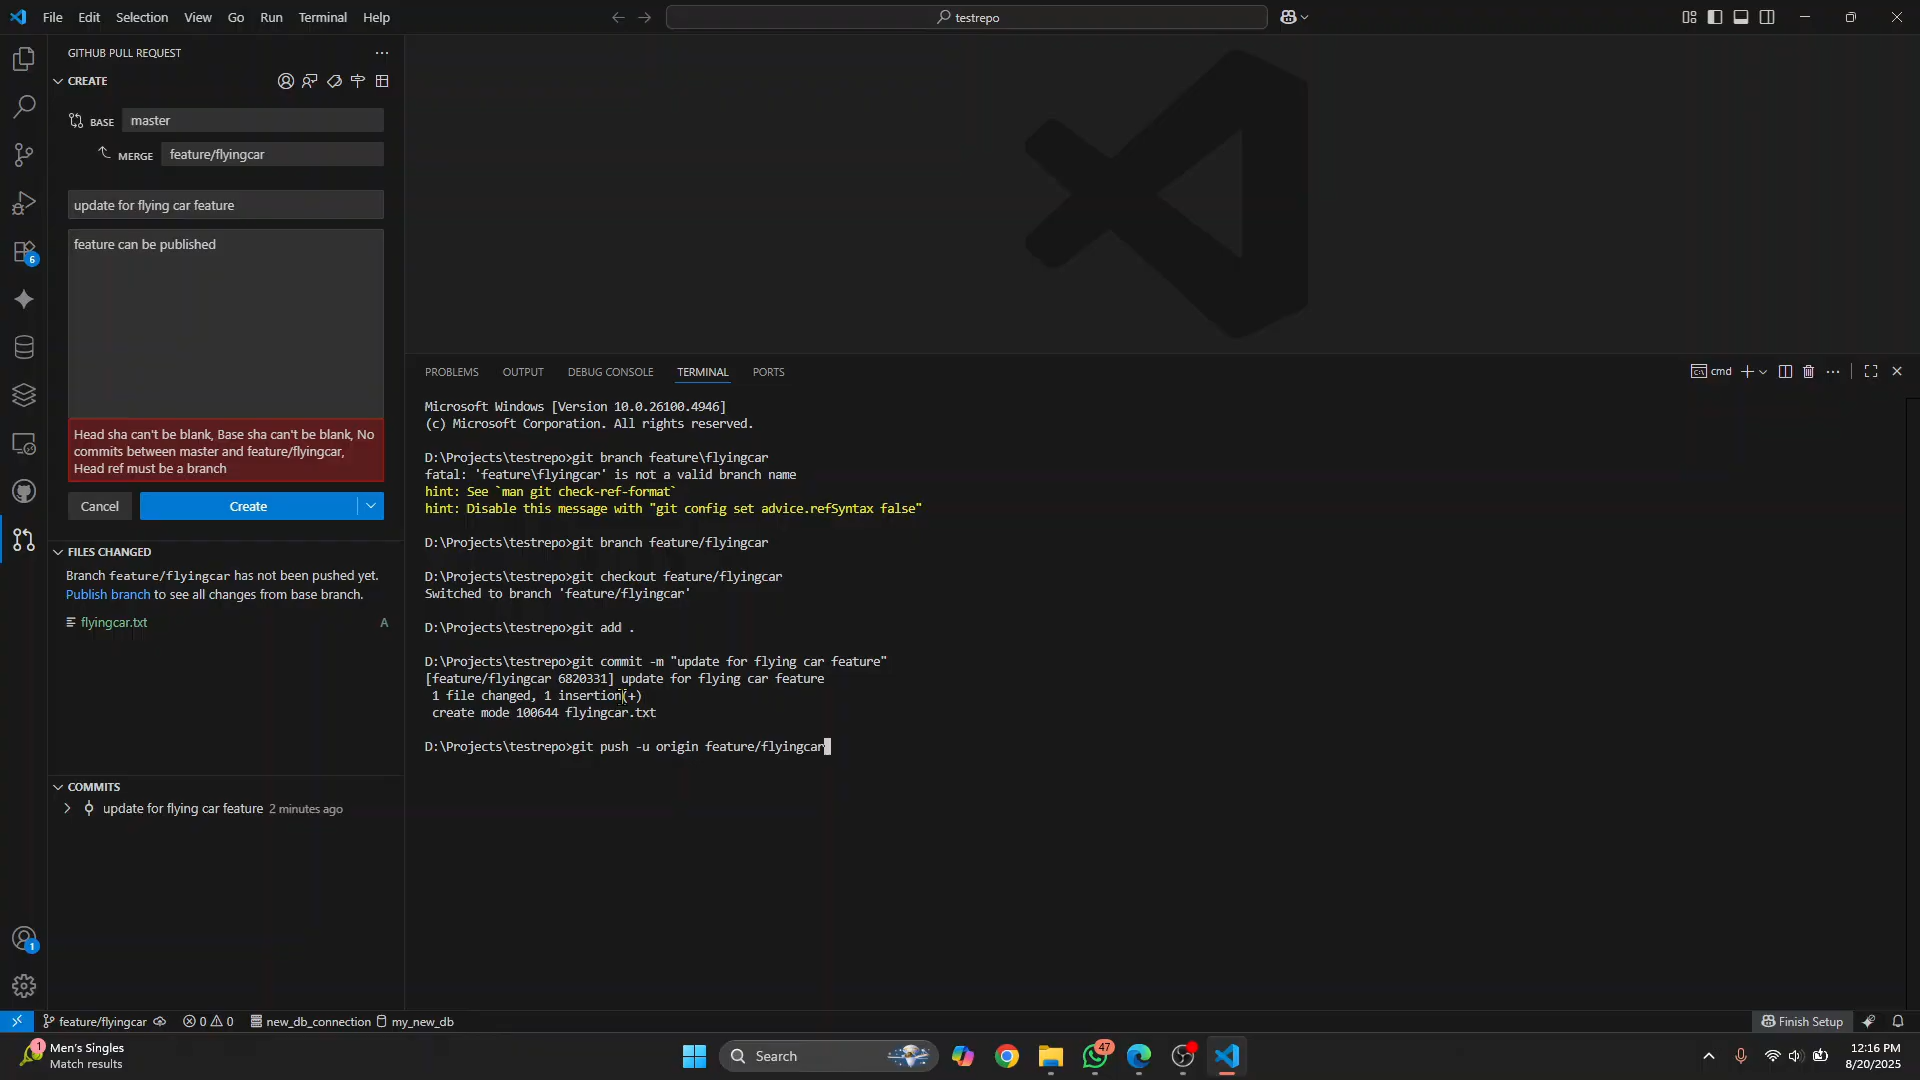 File Edit Selection View Go Run Terminal Help
testrepo
GITHUB PULL REQUEST
CREATE
BASE master
MERGE feature/flyingcar
update for flying car feature
feature can be published
Head sha can't be blank, Base sha can't be blank, No
commits between master and feature/flyingcar,
Head ref must be a branch
Cancel Create
FILES CHANGED
Branch feature/flyingcar has not been pushed yet.
Publish branch to see all changes from base branch.
flyingcar.txt A
COMMITS
update for flying car feature 2 minutes ago
6
1
PROBLEMS OUTPUT DEBUG CONSOLE TERMINAL PORTS
cmd
Microsoft Windows [Version 10.0.26100.4946]
(c) Microsoft Corporation. All rights reserved.
D:\Projects\testrepo>git branch feature\flyingcar
fatal: 'feature\flyingcar' is not a valid branch name
hint: See `man git check-ref-format`
hint: Disable this message with "git config set advice.refSyntax false"
D:\Projects\testrepo>git branch feature/flyingcar
D:\Projects\testrepo>git checkout feature/flyingcar
Switched to branch 'feature/flyingcar'
D:\Projects\testrepo>git add .
D:\Projects\testrepo>git commit -m "update for flying car feature"
[feature/flyingcar 6820331] update for flying car feature
1 file changed, 1 insertion(+)
create mode 100644 flyingcar.txt
D:\Projects\testrepo>git push -u origin feature/flyingcar
feature/flyingcar 0 0 new_db_connection my_new_db
Finish Setup
1
Men's Singles
Match results
Search
47
12:16 PM
8/20/2025